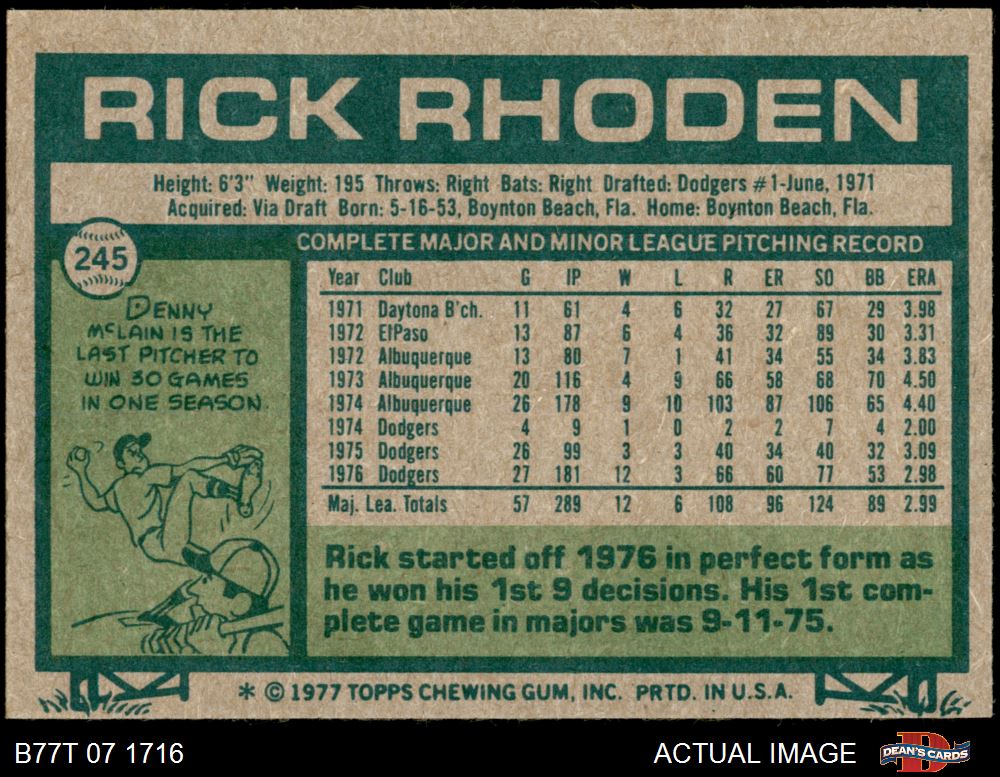 RICK RHODEN
Height: 6'3" Weight: 195 Throws: Right Bats: Right Drafted: Dodgers #1-June, 1971
Acquired: Via Draft Born: 5-16-53, Boynton Beach, Fla. Home: Boynton Beach, Fla.
245
DENNY
McLAIN IS THE
LAST PITCHER TO
WIN 30 GAMES
IN ONE SEASON.
COMPLETE MAJOR AND MINOR LEAGUE PITCHING RECORD
Year Club G IP W L R ER SO BB ERA
1971 Daytona B'ch. 11 61 4 6 32 27 67 29 3.98
1972 ElPaso 13 87 6 4 36 32 89 30 3.31
1972 Albuquerque 13 80 7 1 41 34 55 34 3.83
1973 Albuquerque 20 116 4 9 66 58 68 70 4.50
1974 Albuquerque 26 178 9 10 103 87 106 65 4.40
1974 Dodgers 4 9 1 0 2 2 7 4 2.00
1975 Dodgers 26 99 3 3 40 34 40 32 3.09
1976 Dodgers 27 181 12 3 66 60 77 53 2.98
Maj. Lea. Totals 57 289 12 6 108 96 124 89 2.99
Rick started off 1976 in perfect form as
he won his 1st 9 decisions. His 1st com-
plete game in majors was 9-11-75.
* © 1977 TOPPS CHEWING GUM, INC. PRTD. IN U.S.A.
B77T 07 1716
ACTUAL IMAGE
DEAN'S CARDS